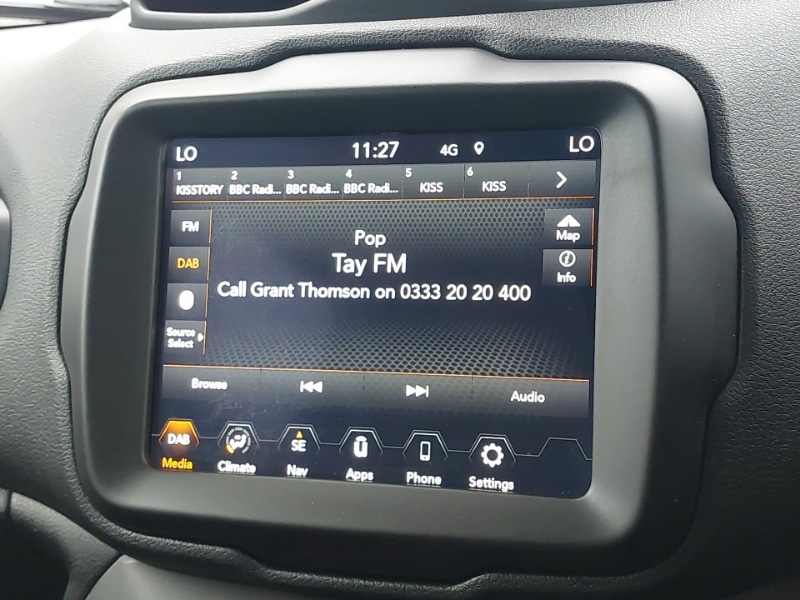 LO 11:27 4G LO
1 2 3 4 5 6
KISSTORY BBC Radi... BBC Radi... BBC Radi... KISS KISS
FM
Map
Pop
DAB
Tay FM
Info
Call Grant Thomson on 0333 20 20 400
Source
Select
Browse
Audio
DAB SE
Media Climate Nav Apps Phone Settings